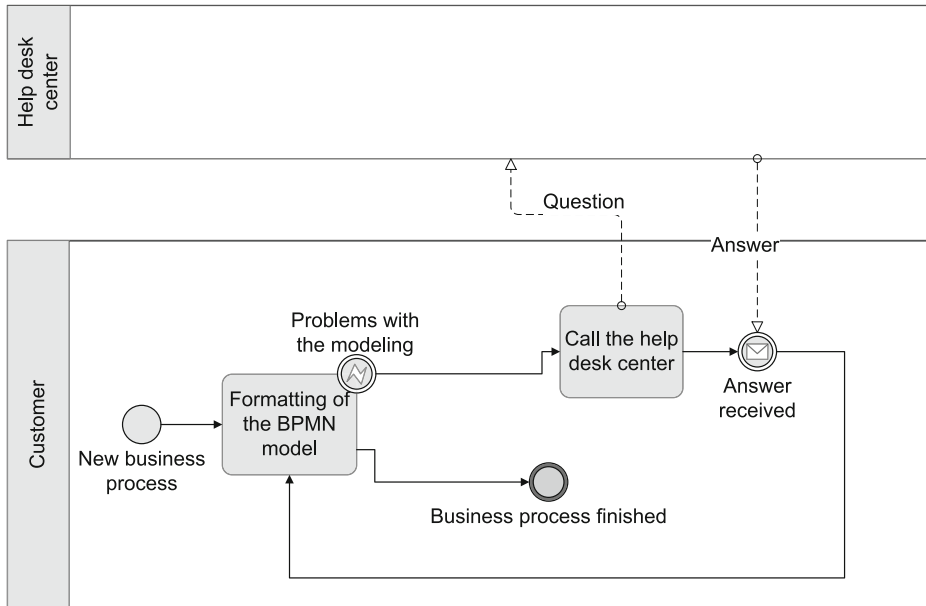 Help desk
center
Question
Answer
Customer
Problems with
the modeling
Call the help
desk center
Answer
received
Formatting of
the BPMN
model
New business
process
Business process finished